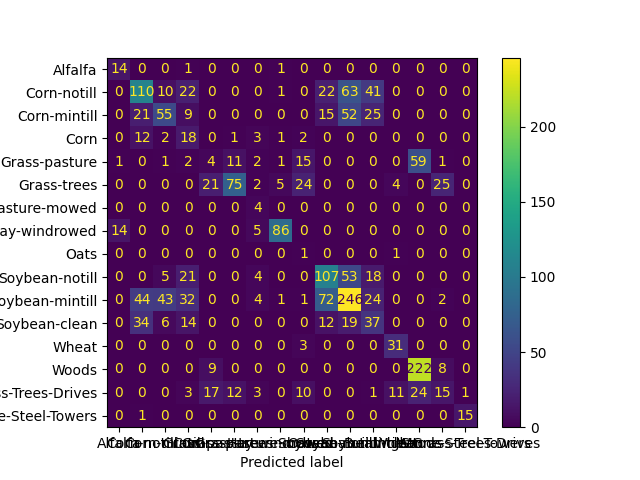 Alfalfa 14 0 0 1 0 0 0 1 0 0 0 0 0 0 0 0
Corn-notill 0 110 10 22 0 0 0 1 0 22 63 41 0 0 0 0
200
Corn-mintill 0 21 55 9 0 0 0 0 0 15 52 25 0 0 0 0
Corn 0 12 2 18 0 1 3 1 2 0 0 0 0 0 0 0
Grass-pasture 1 0 1 2 4 11 2 1 15 0 0 0 0 59 1 0
150
Grass-trees 0 0 0 0 21 75 2 5 24 0 0 0 4 0 25 0
asture-mowed 0 0 0 0 0 0 4 0 0 0 0 0 0 0 0 0
ay-windrowed 14 0 0 0 0 0 5 86 0 0 0 0 0 0 0 0
Oats 0 0 0 0 0 0 0 0 1 0 0 0 1 0 0 0
100
Soybean-notill 0 0 5 21 0 0 4 0 0 107 53 18 0 0 0 0
oybean-mintill 0 44 43 32 0 0 4 1 1 72 246 24 0 0 2 0
Soybean-clean 0 34 6 14 0 0 0 0 0 12 19 37 0 0 0 0
50
Wheat 0 0 0 0 0 0 0 0 3 0 0 0 31 0 0 0
Woods 0 0 0 0 9 0 0 0 0 0 0 0 0 222 8 0
s-Trees-Drives 0 0 0 3 17 12 3 0 10 0 0 1 11 24 15 1
e-Steel-Towers 0 1 0 0 0 0 0 0 0 0 0 0 0 0 0 15
0
Predicted label